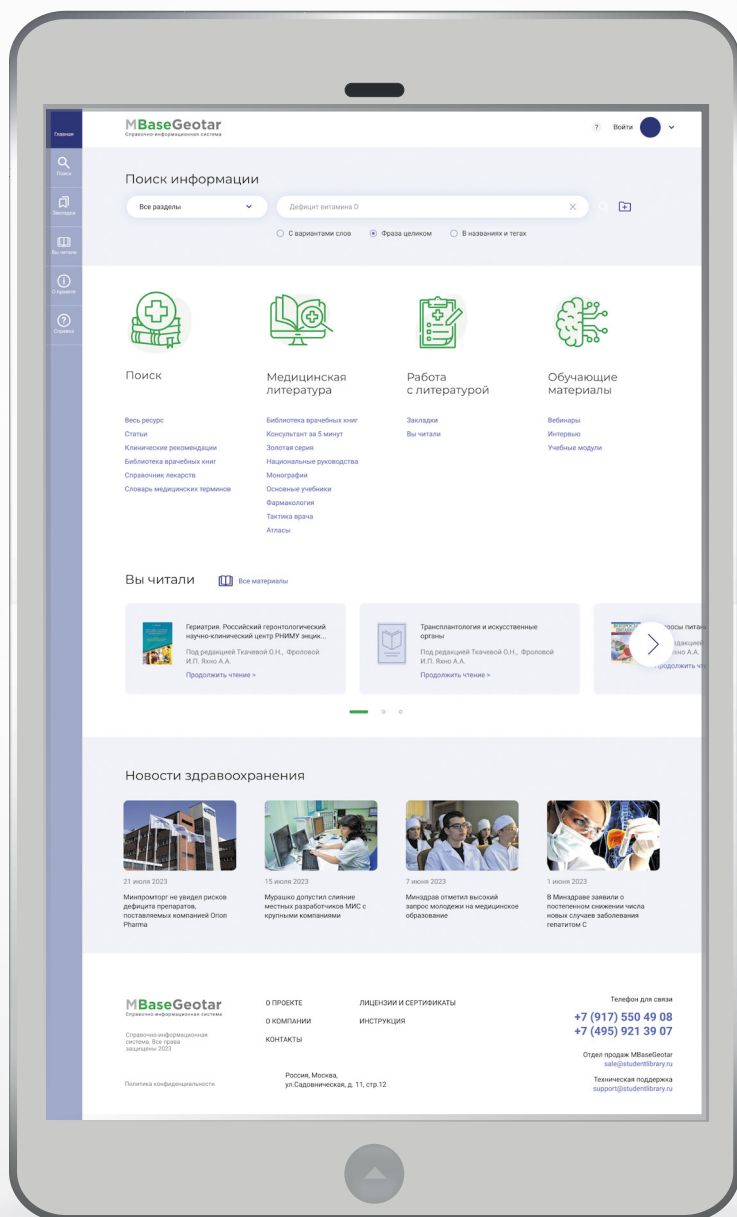 Главная
Поиск
Закладки
Вы читали
О проекте
Справка
MBaseGeotar
Справочно-информационная система
?
Войти
Поиск информации
Все разделы
Дефицит витамина D
С вариантами слов
Фраза целиком
В названиях и тегах
Поиск
Весь ресурс
Статьи
Клинические рекомендации
Библиотека врачебных книг
Справочник лекарств
Словарь медицинских терминов
Медицинская
литература
Библиотека врачебных книг
Консультант за 5 минут
Золотая серия
Национальные руководства
Монографии
Основные учебники
Фармакология
Тактика врача
Атласы
Работа
с литературой
Закладки
Вы читали
Обучающие
материалы
Вебинары
Интервью
Учебные модули
Вы читали
Все материалы
Гериатрия. Российский геронтологический
научно-клинический центр РНИМУ энцик...
Под редакцией Ткачевой О.Н., Фроловой
И.П. Яхно А.А.
Продолжить чтение >
Трансплантология и искусственные
органы
Под редакцией Ткачевой О.Н., Фроловой
И.П. Яхно А.А.
Продолжить чтение >
Новости здравоохранения
21 июля 2023
Минпромторг не увидел рисков
дефицита препаратов,
поставляемых компанией Orion
Pharma
15 июля 2023
Мурашко допустил слияние
местных разработчиков МИС с
крупными компаниями
7 июня 2023
Минздрав отметил высокий
запрос молодежи на медицинское
образование
1 июня 2023
В Минздраве заявили о
постепенном снижении числа
новых случаев заболевания
гепатитом С
MBaseGeotar
Справочно-информационная система
Справочно-информационная
система. Все права
защищены 2023
Политика конфиденциальности
О ПРОЕКТЕ
О КОМПАНИИ
КОНТАКТЫ
ЛИЦЕНЗИИ И СЕРТИФИКАТЫ
ИНСТРУКЦИЯ
Россия, Москва,
ул.Садовническая, д. 11, стр.12
Телефон для связи
+7 (917) 550 49 08
+7 (495) 921 39 07
Отдел продаж MBaseGeotar
sale@studentlibrary.ru
Техническая поддержка
support@studentlibrary.ru